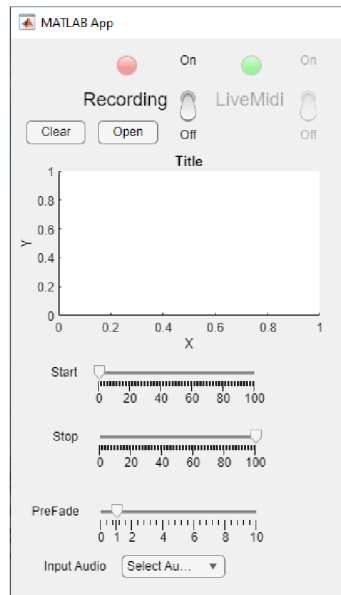 MATLAB App
On On
Recording LiveMidi
Clear Open Off Off
Title
1
0.8
0.6
Y
0.4
0.2
0
0 0.2 0.4 0.6 0.8 1
X
Start
0 20 40 60 80 100
Stop
0 20 40 60 80 100
PreFade
0 1 2 4 6 8 10
Input Audio Select Au...